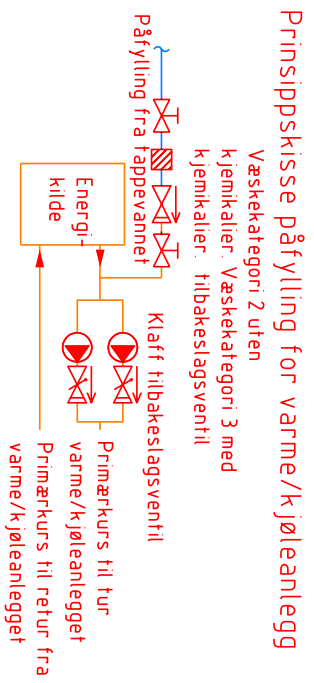 Prinsippskisse påfylling for varme/kjøleanlegg
Væskekategori 2 uten
kjemikalier. Væskekategori 3 med
kjemikalier. tilbakeslagsventil
Påfylling fra tappevannet
Klaff tilbakeslagsventil
Energi-
kilde
Primærkurs til tur
varme/kjøleanlegget
Primærkurs til retur fra
varme/kjøleanlegget